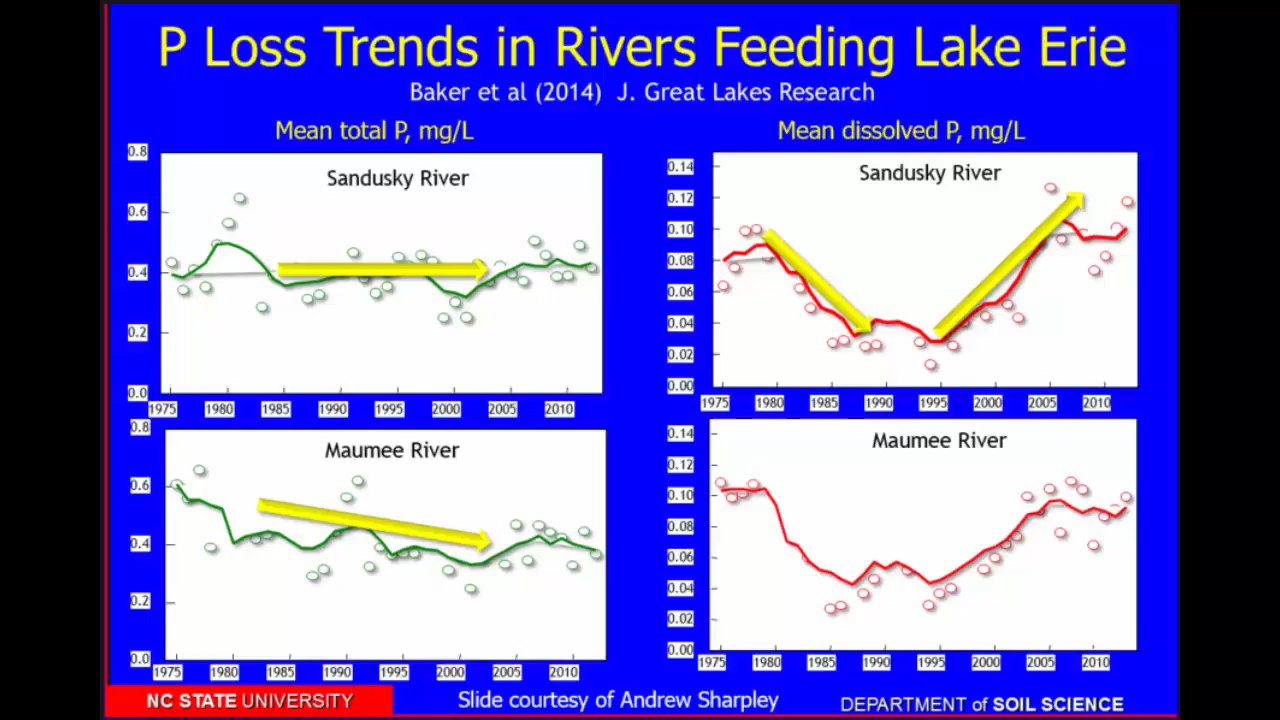 P Loss Trends in Rivers Feeding Lake Erie
Baker et al (2014) J. Great Lakes Research
Mean total P, mg/L
Mean dissolved P, mg/L
Sandusky River
0.8
0.6
0.4
0.2
0.0
1975 1980 1985 1990 1995 2000 2005 2010
Sandusky River
0.14
0.12
0.10
0.08
0.06
0.04
0.02
0.00
1975 1980 1985 1990 1995 2000 2005 2010
Maumee River
0.8
0.6
0.4
0.2
0.0
1975 1980 1985 1990 1995 2000 2005 2010
Maumee River
0.14
0.12
0.10
0.08
0.06
0.04
0.02
0.00
1975 1980 1985 1990 1995 2000 2005 2010
NC STATE UNIVERSITY
Slide courtesy of Andrew Sharpley
DEPARTMENT of SOIL SCIENCE